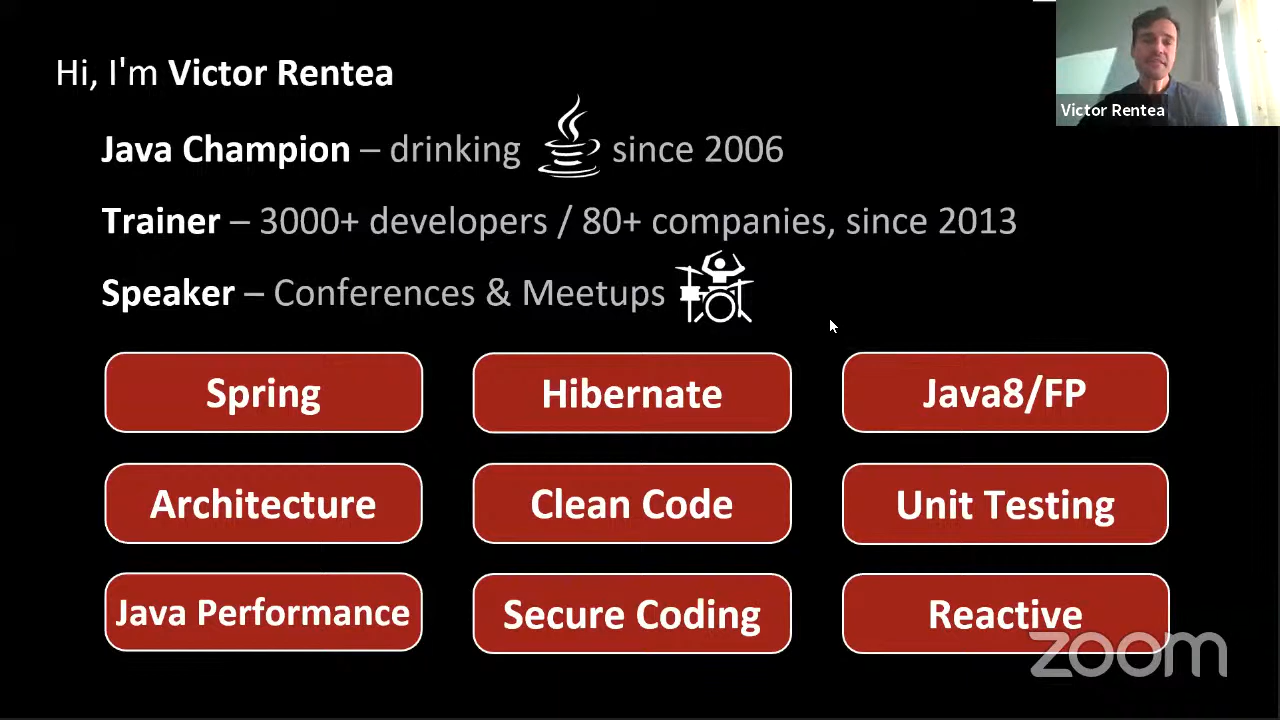 Hi, I'm Victor Rentea
Victor Rentea
Java Champion – drinking since 2006
Trainer – 3000+ developers / 80+ companies, since 2013
Speaker – Conferences & Meetups
Spring
Hibernate
Java8/FP
Architecture
Clean Code
Unit Testing
Java Performance
Secure Coding
Reactive
zoom